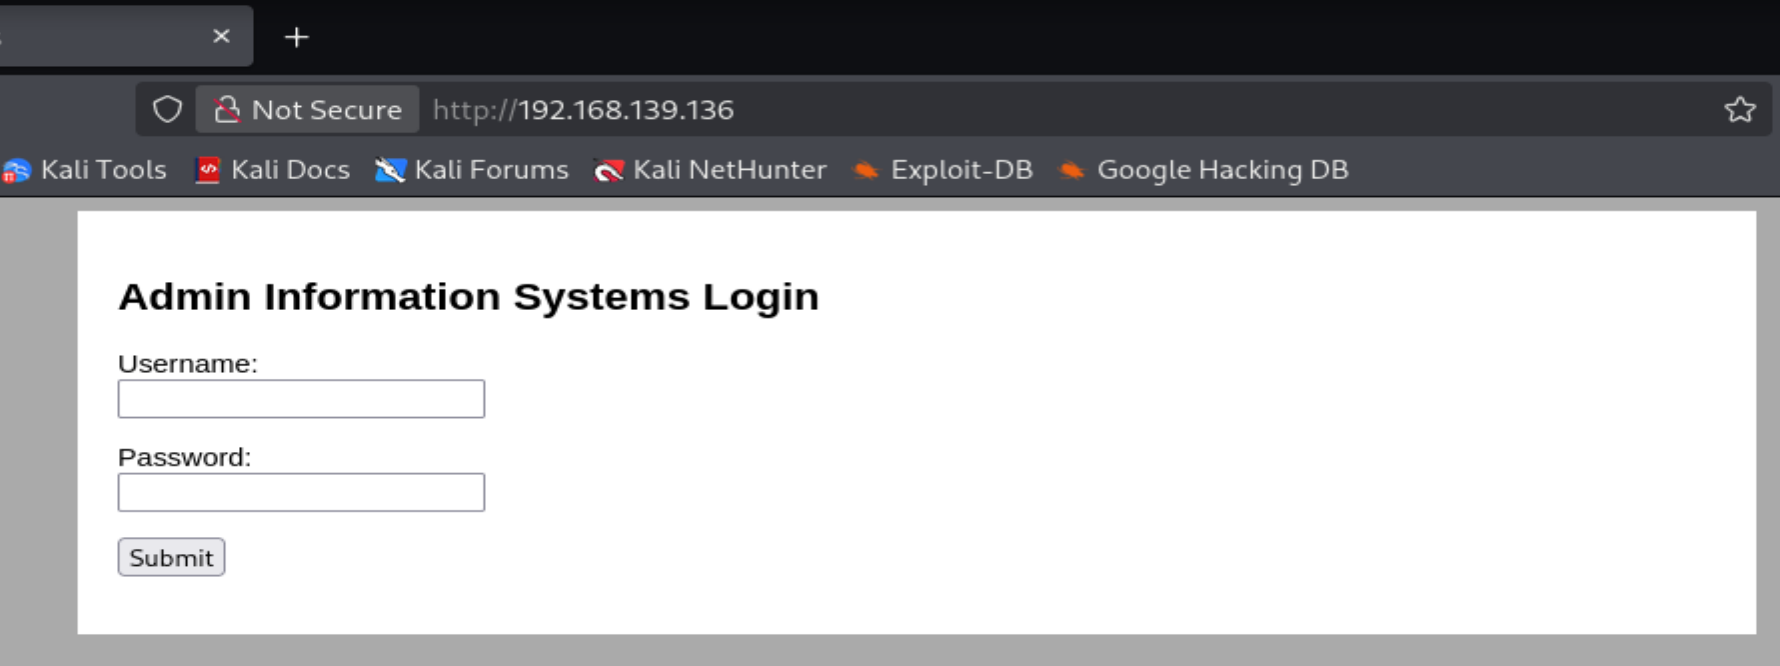 Not Secure http://192.168.139.136
Kali Tools Kali Docs Kali Forums Kali NetHunter Exploit-DB Google Hacking DB
Admin Information Systems Login
Username:
Password:
Submit